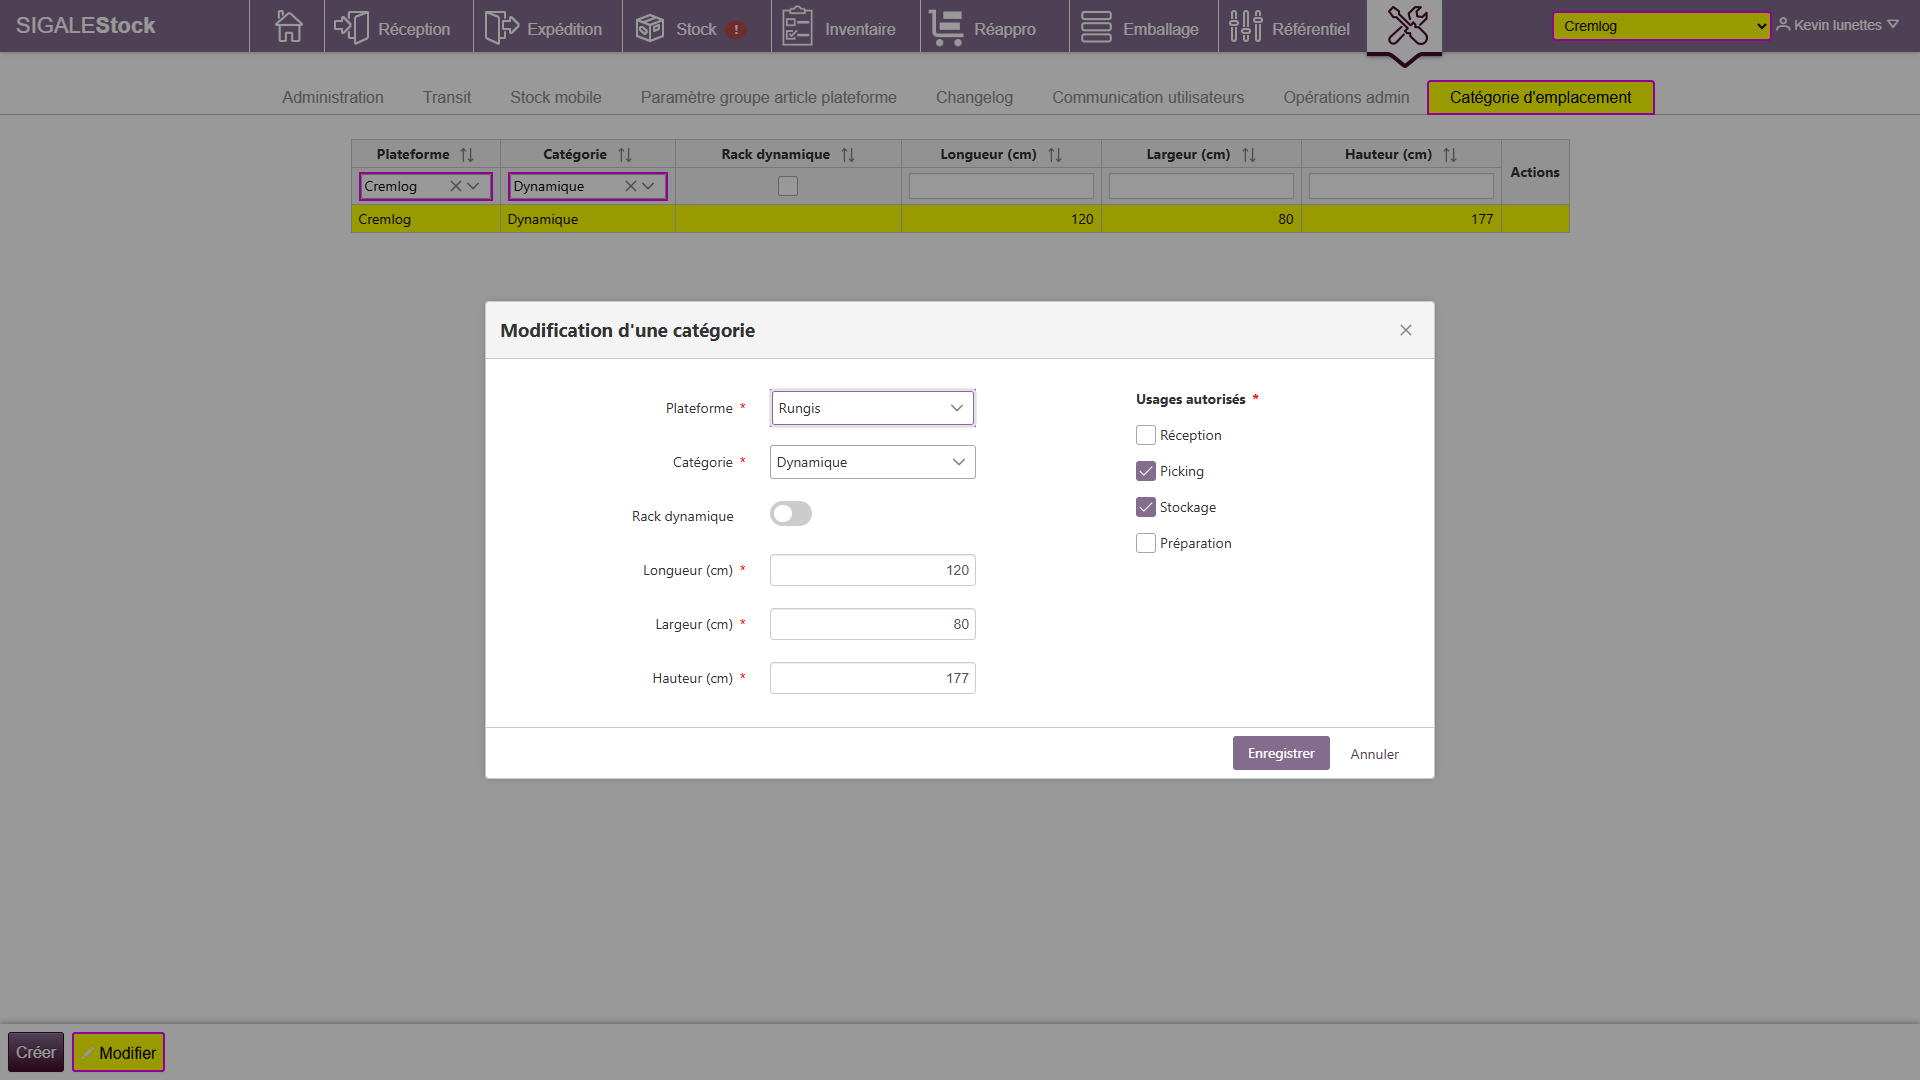 SIGALEStock
Réception
Expédition
Stock !
Inventaire
Réappro
Emballage
Référentiel
Cremlog
Kevin lunettes
Administration
Transit
Stock mobile
Paramètre groupe article plateforme
Changelog
Communication utilisateurs
Opérations admin
Catégorie d'emplacement
Plateforme Catégorie Rack dynamique Longueur (cm) Largeur (cm) Hauteur (cm) Actions
Cremlog Dynamique
Cremlog Dynamique 120 80 177
Modification d'une catégorie
Plateforme * Rungis
Catégorie * Dynamique
Rack dynamique
Longueur (cm) * 120
Largeur (cm) * 80
Hauteur (cm) * 177
Usages autorisés *
Réception
Picking
Stockage
Préparation
Enregistrer
Annuler
Créer
Modifier